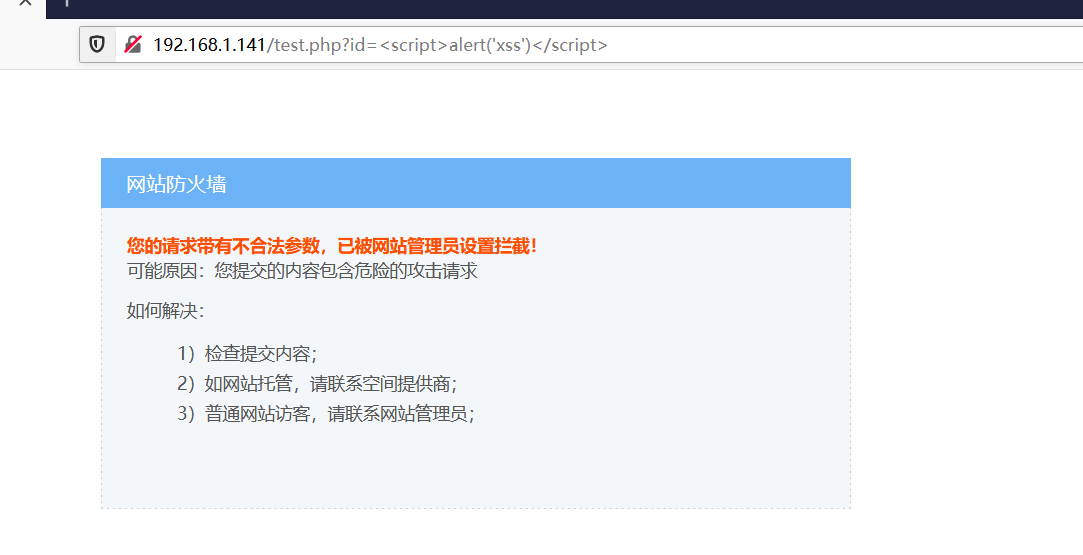 192.168.1.141/test.php?id=<script>alert('xss')</script>
网站防火墙
您的请求带有不合法参数，已被网站管理员设置拦截！
可能原因：您提交的内容包含危险的攻击请求
如何解决：
1）检查提交内容；
2）如网站托管，请联系空间提供商；
3）普通网站访客，请联系网站管理员；